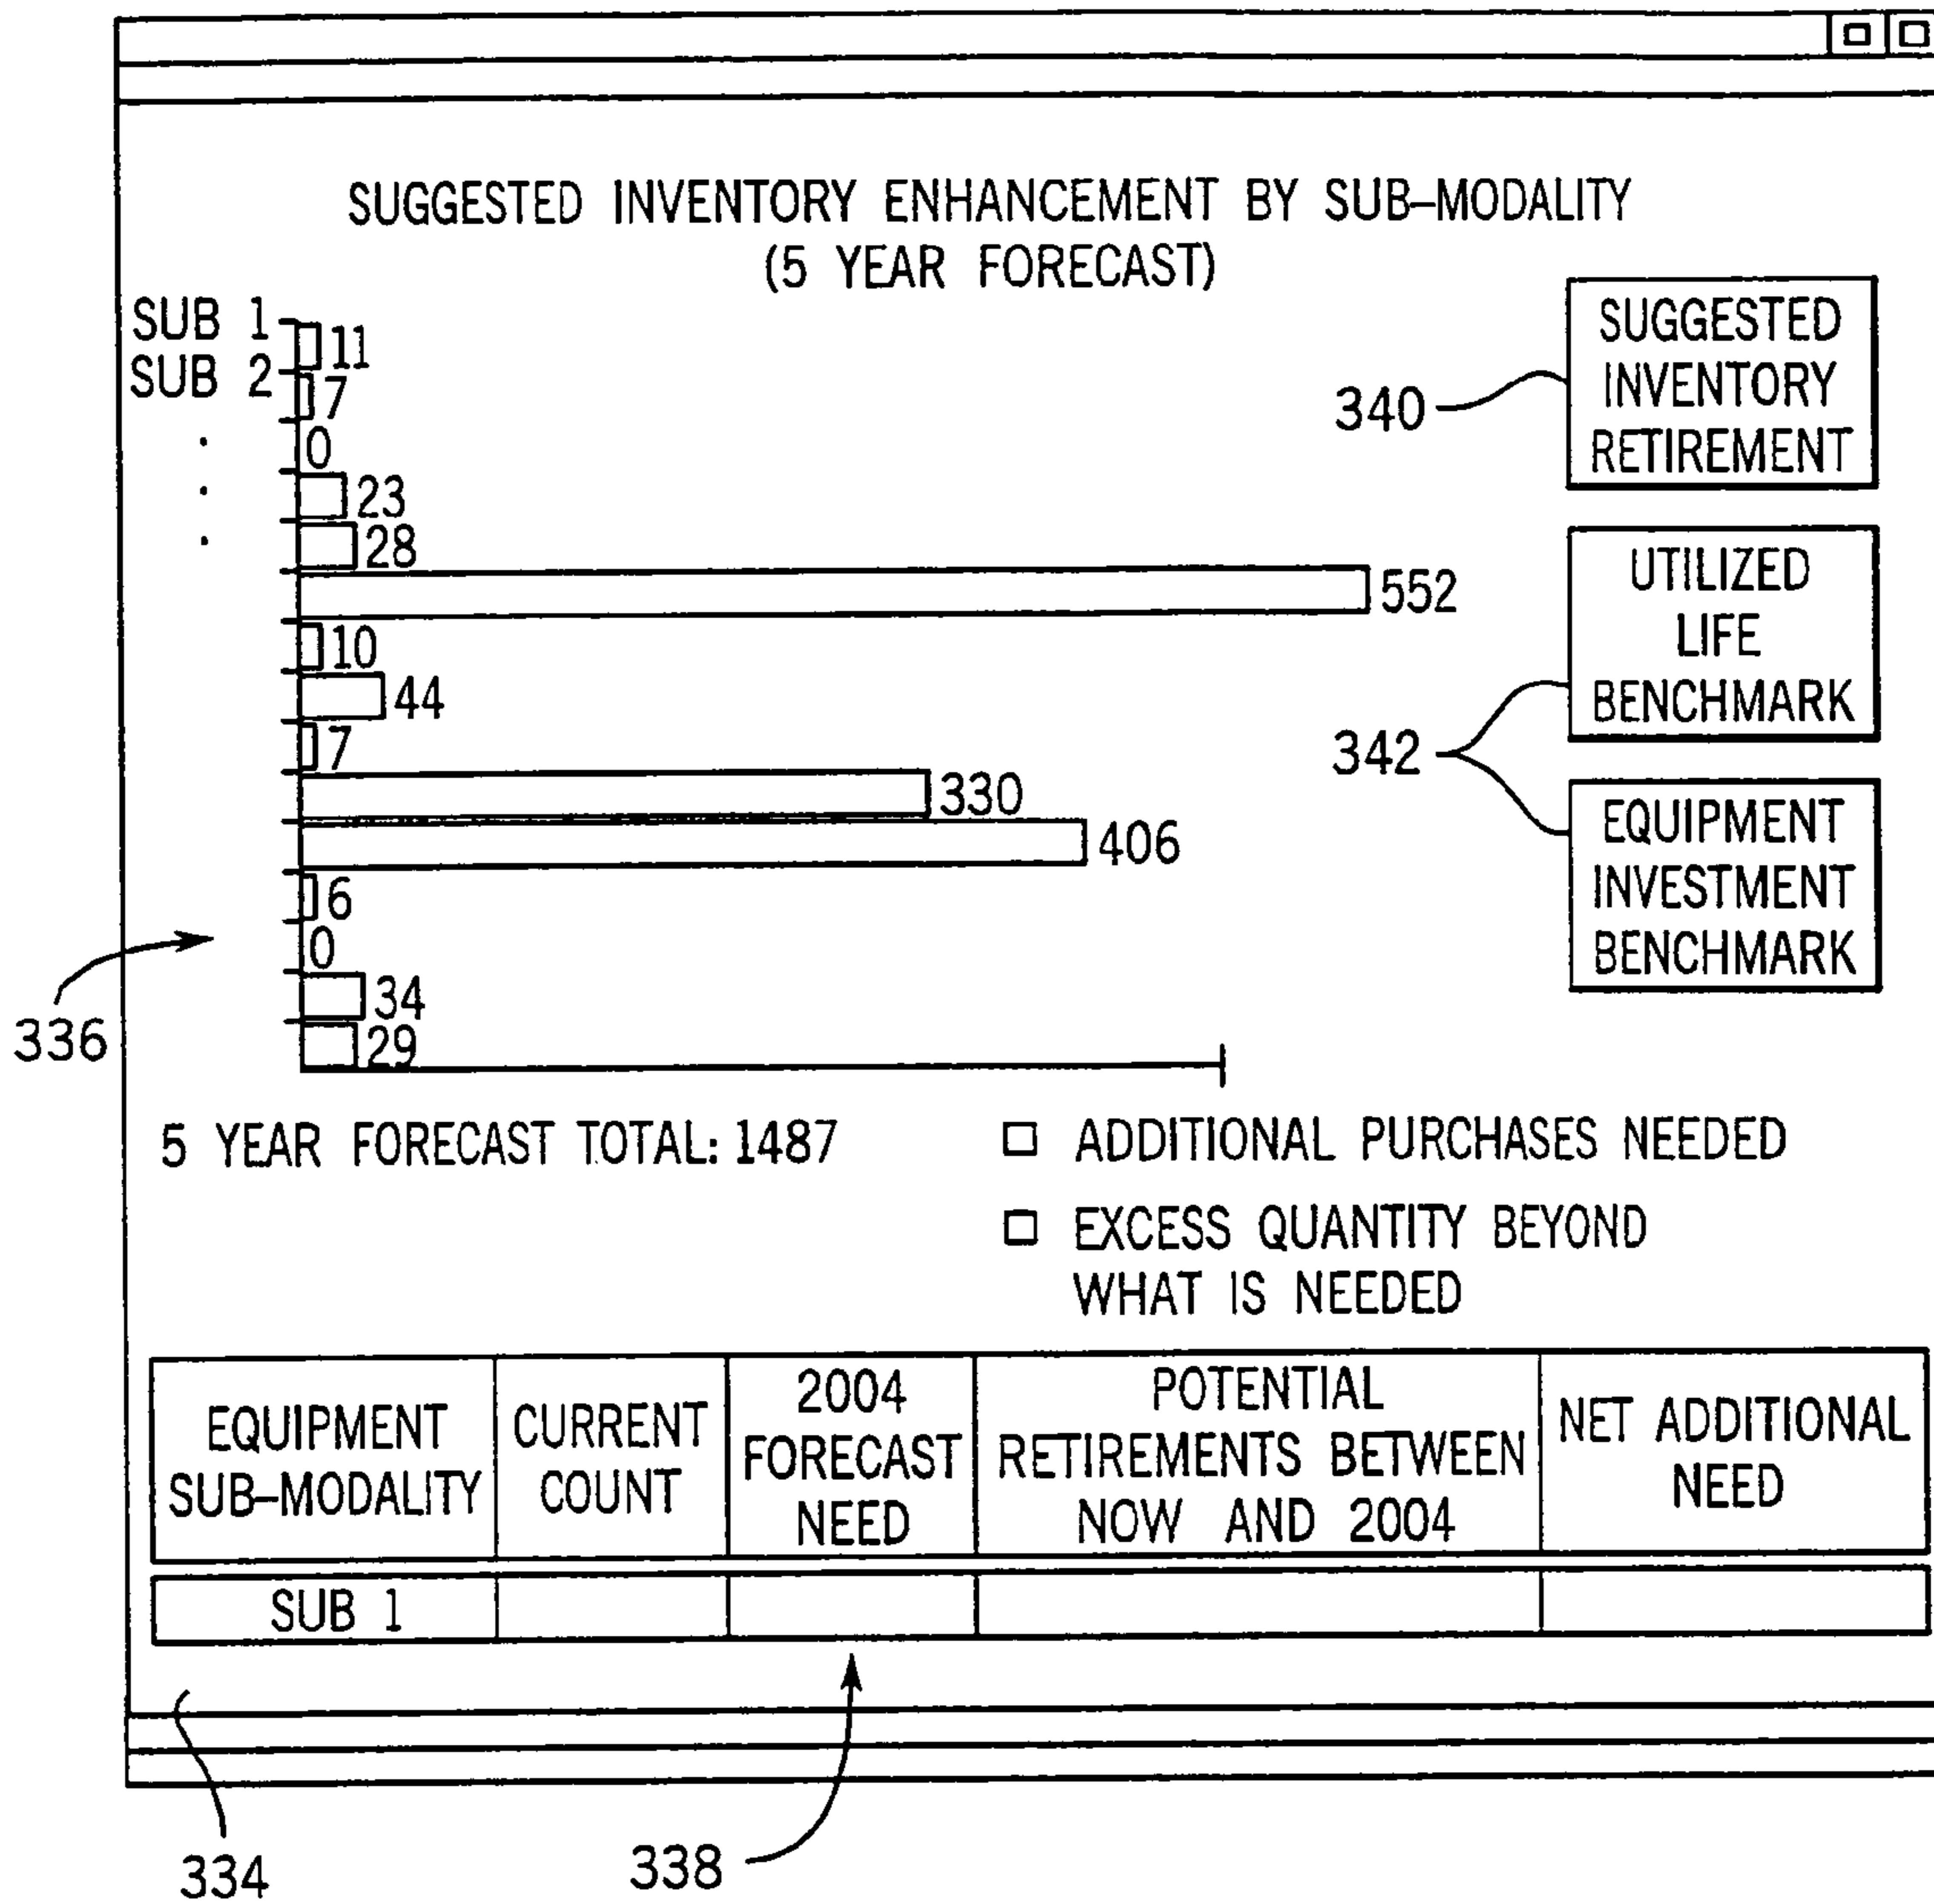 SUGGESTED INVENTORY ENHANCEMENT BY SUB-MODALITY
(5 YEAR FORECAST)
SUB 1
11
SUB 2
7
0
23
28
552
10
44
7
330
406
6
0
34
29
340
SUGGESTED
INVENTORY
RETIREMENT
342
UTILIZED
LIFE
BENCHMARK
EQUIPMENT
INVESTMENT
BENCHMARK
336
5 YEAR FORECAST TOTAL: 1487
ADDITIONAL PURCHASES NEEDED
EXCESS QUANTITY BEYOND
WHAT IS NEEDED
EQUIPMENT
SUB-MODALITY
CURRENT
COUNT
2004
FORECAST
NEED
POTENTIAL
RETIREMENTS BETWEEN
NOW AND 2004
NET ADDITIONAL
NEED
SUB 1
334
338